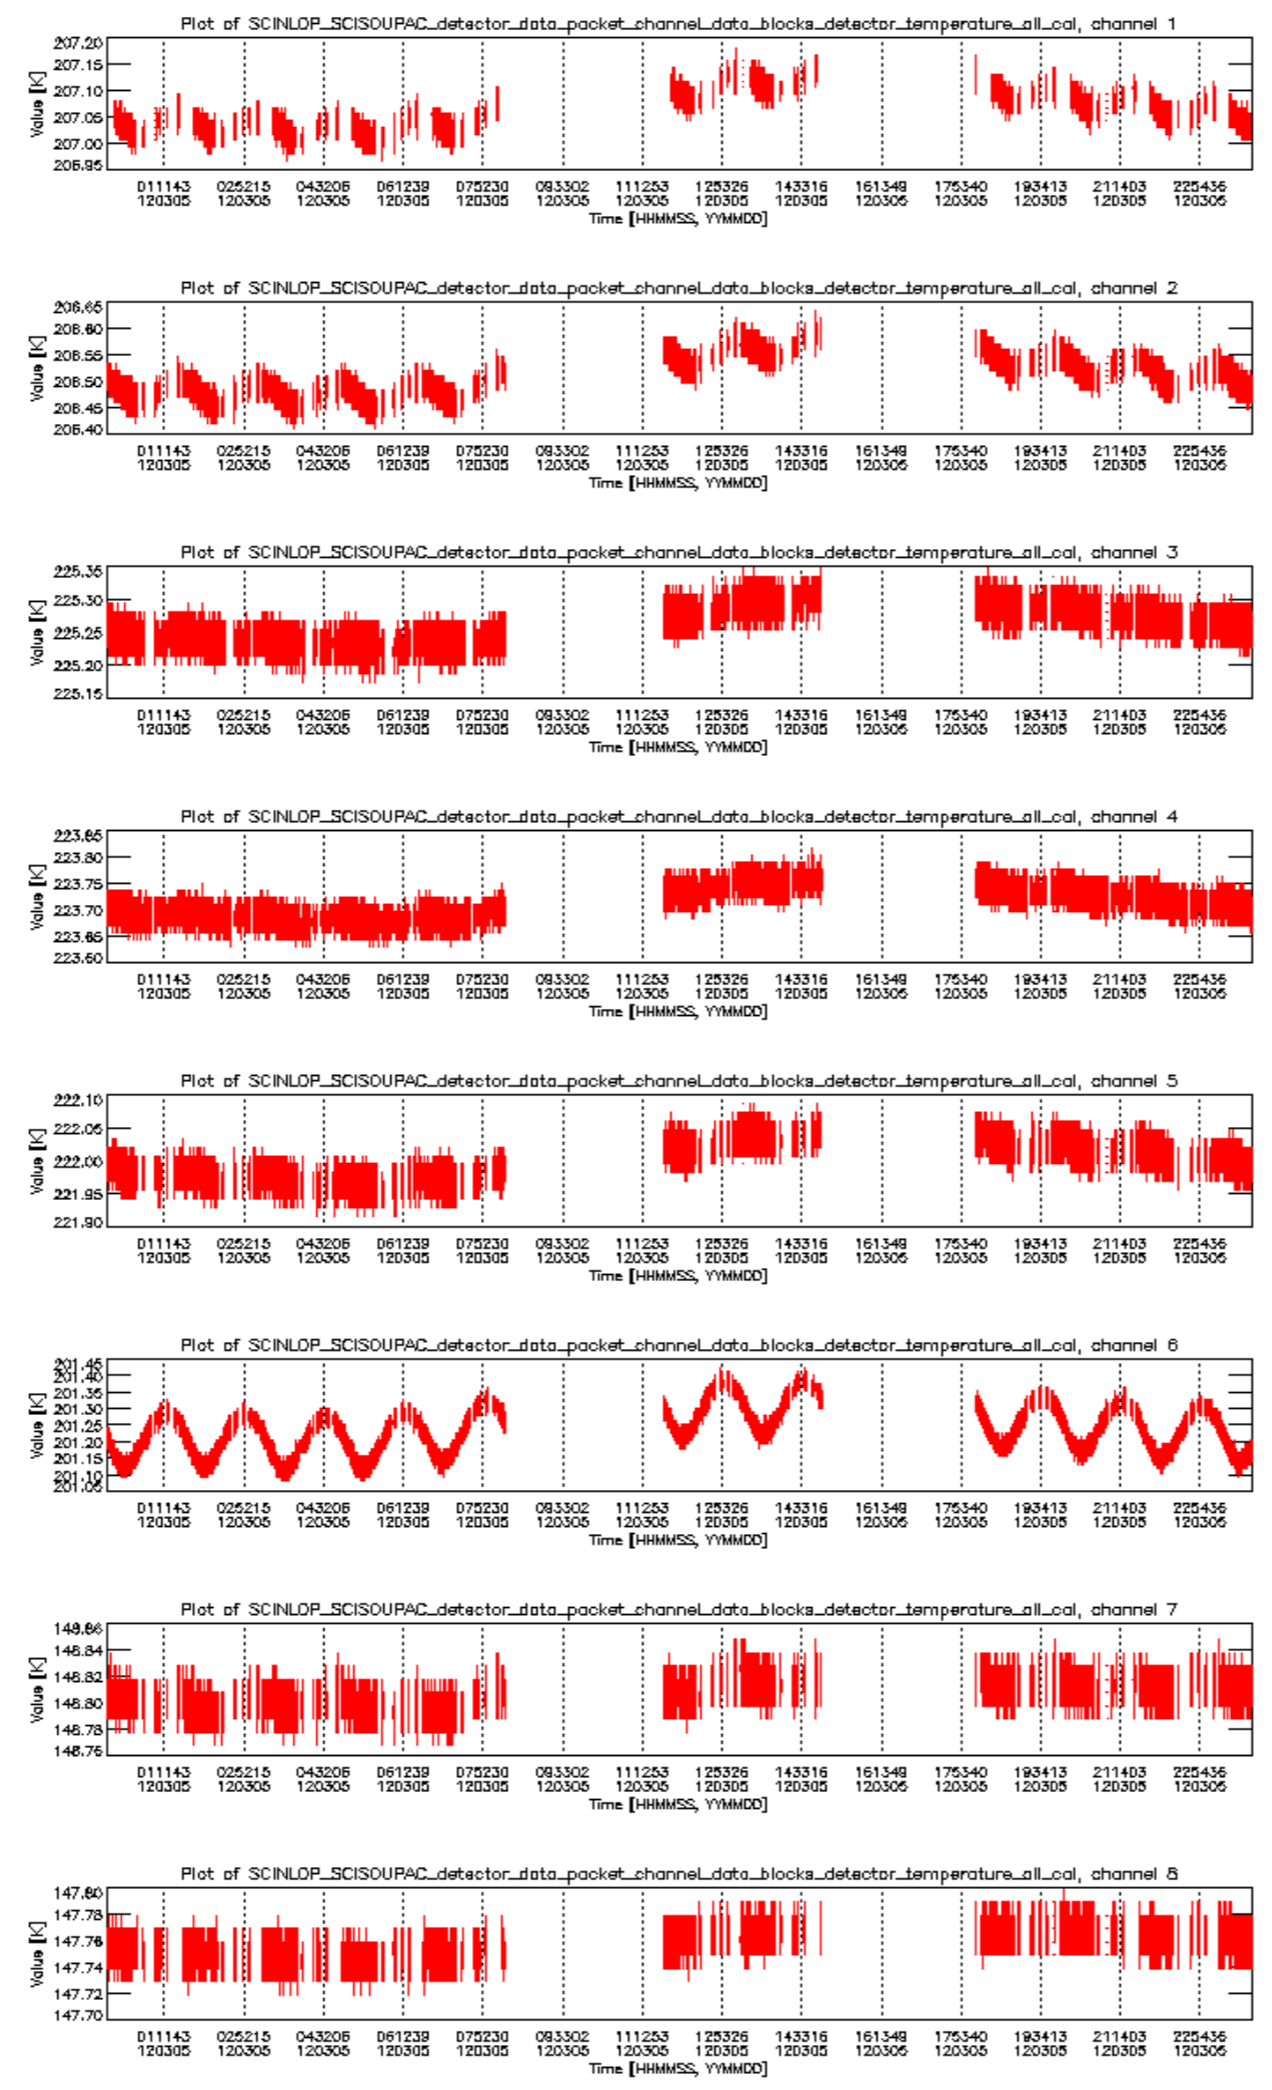 Plot of SCINLOP_SCISOUPAC_detector_data_packet_channel_data_blocks_detector_temperature_all_cal, channel 1
207.20
207.15
207.10
207.05
207.00
206.95
Value [K]
011143 025215 043206 061239 075230 093302 111253 125326 143316 161349 175340 193413 211403 225436
120305 120305 120305 120305 120305 120305 120305 120305 120305 120305 120305 120305 120305 120305
Time [HHMMSS, YYMMDD]
Plot of SCINLOP_SCISOUPAC_detector_data_packet_channel_data_blocks_detector_temperature_all_cal, channel 2
206.65
206.60
206.55
206.50
206.45
206.40
Value [K]
011143 025215 043206 061239 075230 093302 111253 125326 143316 161349 175340 193413 211403 225436
120305 120305 120305 120305 120305 120305 120305 120305 120305 120305 120305 120305 120305 120305
Time [HHMMSS, YYMMDD]
Plot of SCINLOP_SCISOUPAC_detector_data_packet_channel_data_blocks_detector_temperature_all_cal, channel 3
225.35
225.30
225.25
225.20
225.15
Value [K]
011143 025215 043206 061239 075230 093302 111253 125326 143316 161349 175340 193413 211403 225436
120305 120305 120305 120305 120305 120305 120305 120305 120305 120305 120305 120305 120305 120305
Time [HHMMSS, YYMMDD]
Plot of SCINLOP_SCISOUPAC_detector_data_packet_channel_data_blocks_detector_temperature_all_cal, channel 4
223.85
223.80
223.75
223.70
223.65
223.60
Value [K]
011143 025215 043206 061239 075230 093302 111253 125326 143316 161349 175340 193413 211403 225436
120305 120305 120305 120305 120305 120305 120305 120305 120305 120305 120305 120305 120305 120305
Time [HHMMSS, YYMMDD]
Plot of SCINLOP_SCISOUPAC_detector_data_packet_channel_data_blocks_detector_temperature_all_cal, channel 5
222.10
222.05
222.00
221.95
221.90
Value [K]
011143 025215 043206 061239 075230 093302 111253 125326 143316 161349 175340 193413 211403 225436
120305 120305 120305 120305 120305 120305 120305 120305 120305 120305 120305 120305 120305 120305
Time [HHMMSS, YYMMDD]
Plot of SCINLOP_SCISOUPAC_detector_data_packet_channel_data_blocks_detector_temperature_all_cal, channel 6
201.45
201.40
201.35
201.30
201.25
201.20
201.15
201.10
201.05
Value [K]
011143 025215 043206 061239 075230 093302 111253 125326 143316 161349 175340 193413 211403 225436
120305 120305 120305 120305 120305 120305 120305 120305 120305 120305 120305 120305 120305 120305
Time [HHMMSS, YYMMDD]
Plot of SCINLOP_SCISOUPAC_detector_data_packet_channel_data_blocks_detector_temperature_all_cal, channel 7
148.86
148.84
148.82
148.80
148.78
148.76
Value [K]
011143 025215 043206 061239 075230 093302 111253 125326 143316 161349 175340 193413 211403 225436
120305 120305 120305 120305 120305 120305 120305 120305 120305 120305 120305 120305 120305 120305
Time [HHMMSS, YYMMDD]
Plot of SCINLOP_SCISOUPAC_detector_data_packet_channel_data_blocks_detector_temperature_all_cal, channel 8
147.80
147.78
147.76
147.74
147.72
147.70
Value [K]
011143 025215 043206 061239 075230 093302 111253 125326 143316 161349 175340 193413 211403 225436
120305 120305 120305 120305 120305 120305 120305 120305 120305 120305 120305 120305 120305 120305
Time [HHMMSS, YYMMDD]